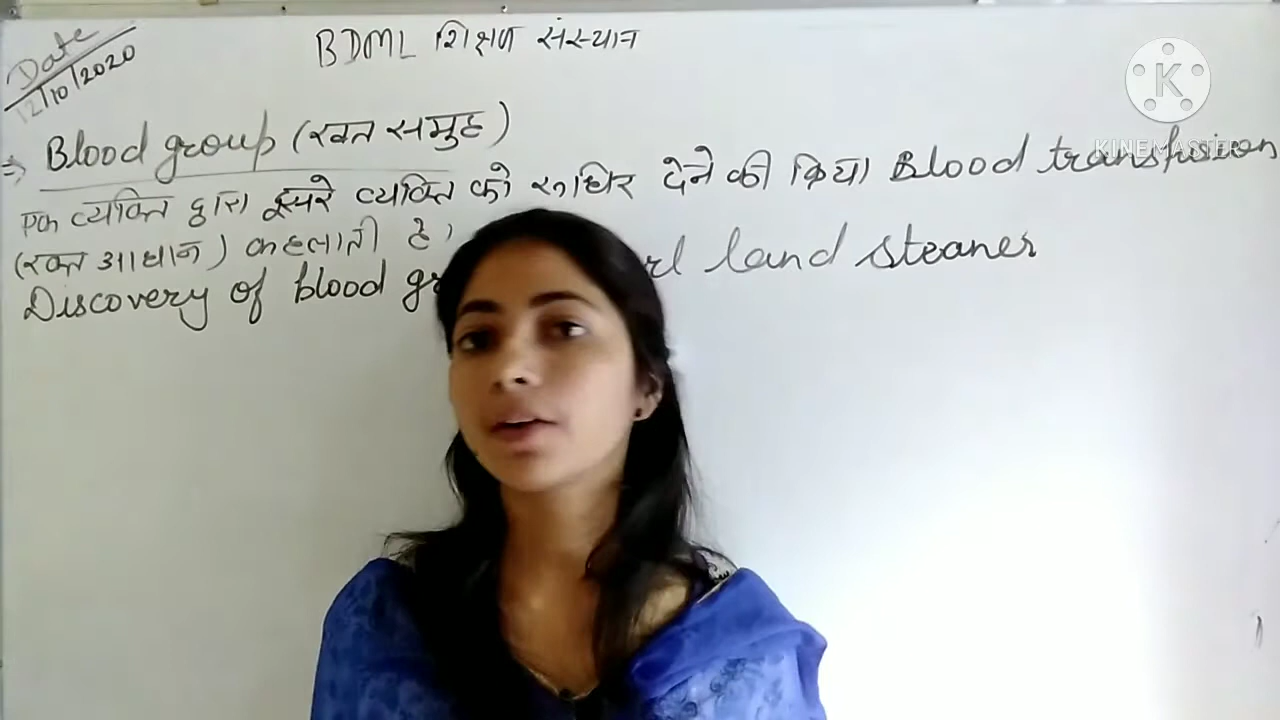 Date
12/10/2020
BDML शिक्षण संस्थान
⇒ Blood group (रक्त समुह)
एक व्यक्ति द्वारा दूसरे व्यक्ति को रूधिर देने की क्रिया Blood transfusion
(रक्त आधान) कहलाती है।
Discovery of blood gr rl land steaner
K
KINEMASTER